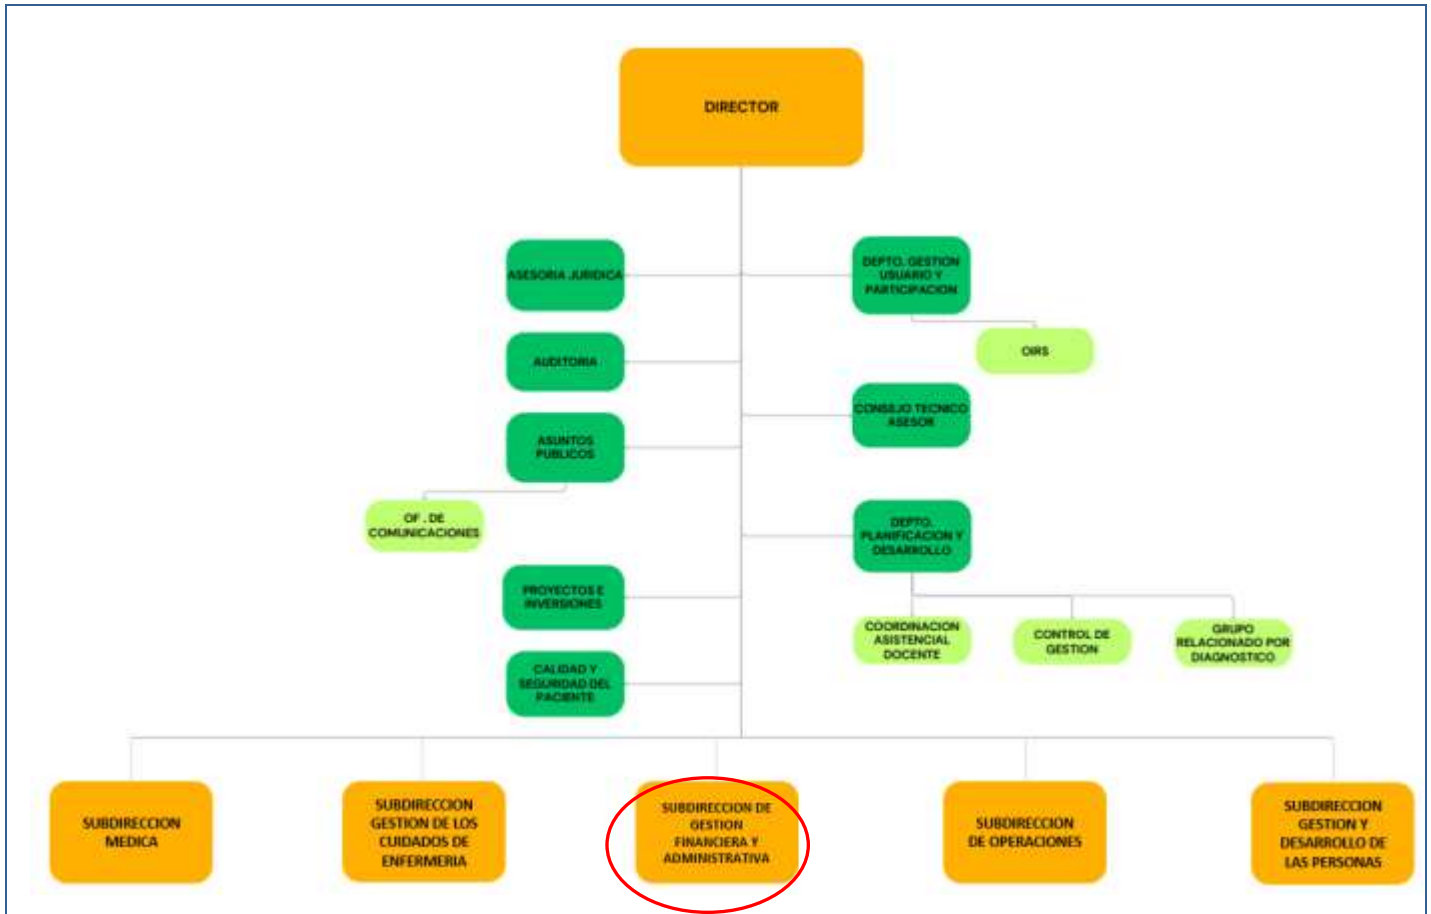 DIRECTOR
ASESORIA JURIDICA
DEPTO. GESTION
USUARIO Y
PARTICIPACION
OIRS
AUDITORIA
CONSEJO TECNICO
ASESOR
ASUNTOS
PUBLICOS
OF . DE
COMUNICACIONES
DEPTO.
PLANIFICACION Y
DESARROLLO
PROYECTOS E
INVERSIONES
COORDINACION
ASISTENCIAL
DOCENTE
CONTROL DE
GESTION
GRUPO
RELACIONADO POR
DIAGNOSTICO
CALIDAD Y
SEGURIDAD DEL
PACIENTE
SUBDIRECCION
MEDICA
SUBDIRECCION
GESTION DE LOS
CUIDADOS DE
ENFERMERIA
SUBDIRECCION DE
GESTION
FINANCIERA Y
ADMINISTRATIVA
SUBDIRECCION
DE OPERACIONES
SUBDIRECCION
GESTION Y
DESARROLLO DE
LAS PERSONAS